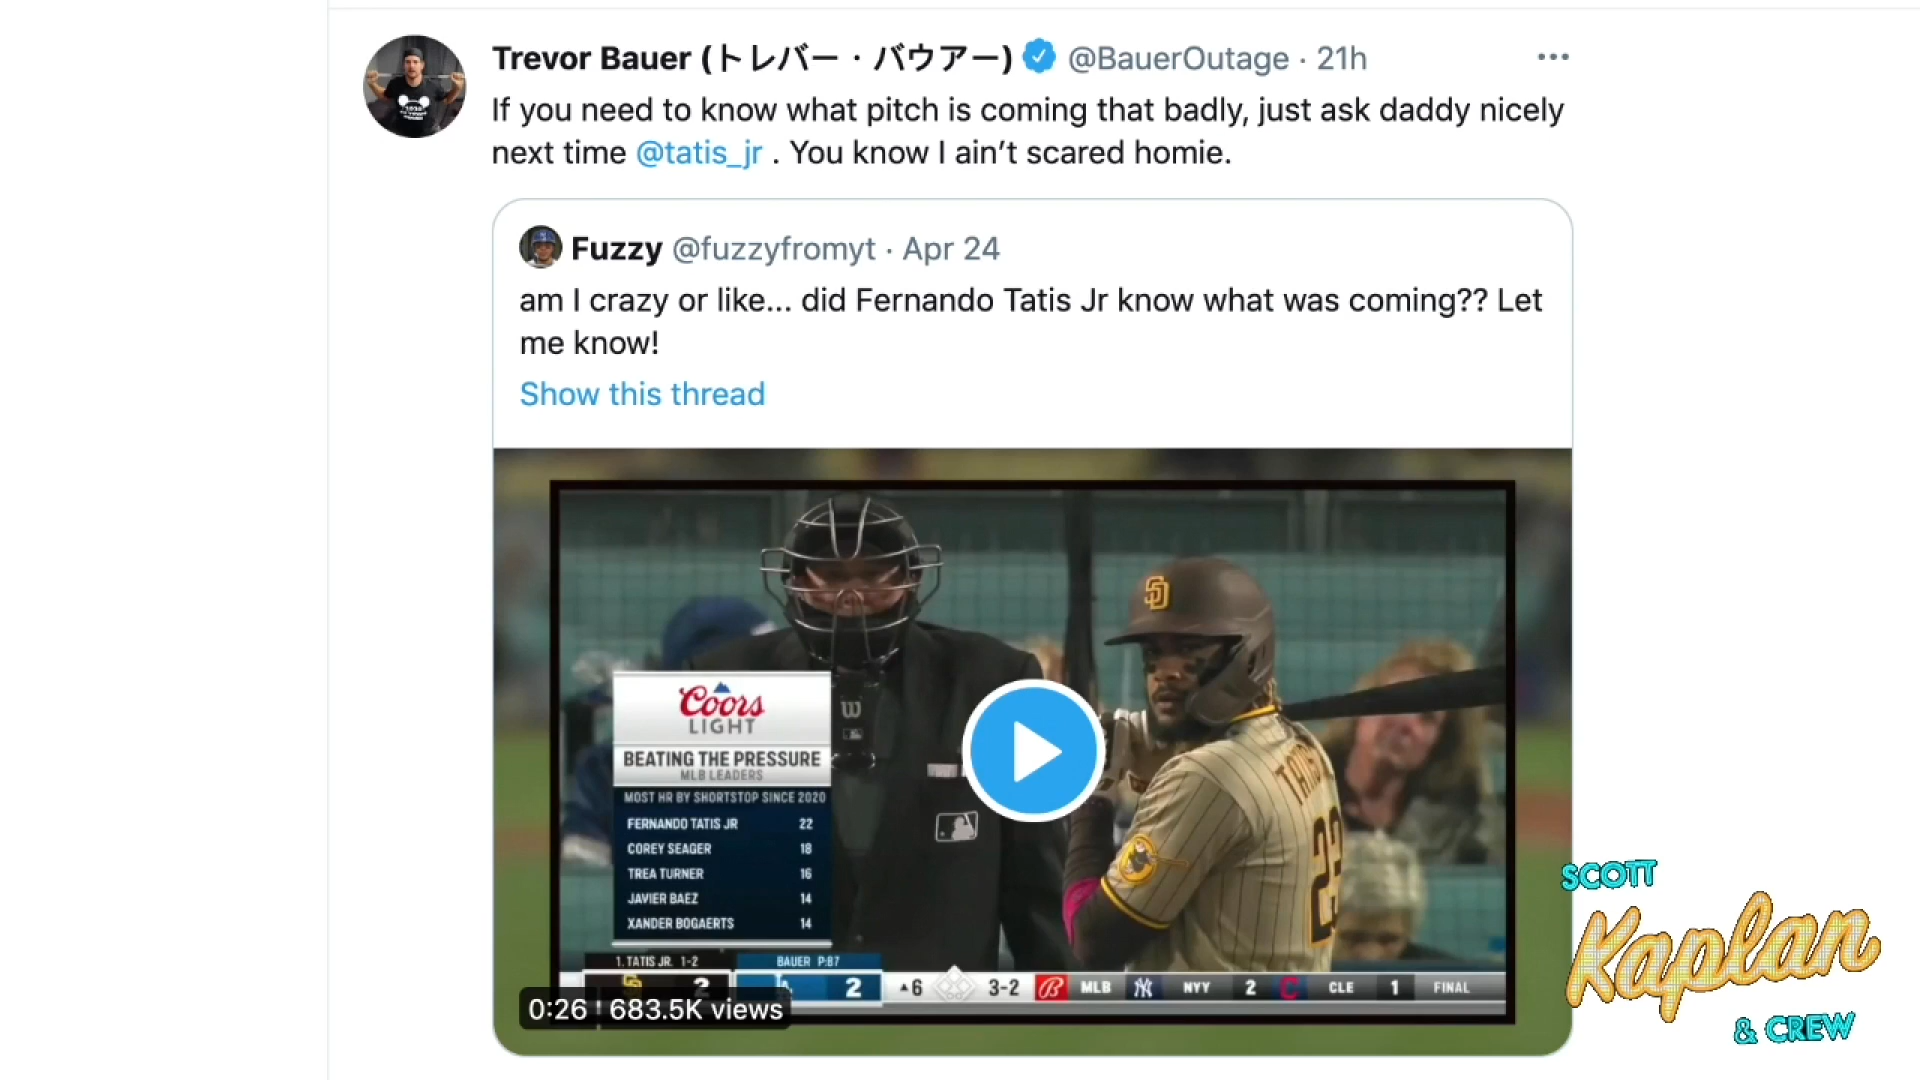 Trevor Bauer (トレバー・バウアー) @BauerOutage · 21h
If you need to know what pitch is coming that badly, just ask daddy nicely
next time @tatis_jr . You know I ain’t scared homie.
Fuzzy @fuzzyfromyt · Apr 24
am I crazy or like... did Fernando Tatis Jr know what was coming?? Let
me know!
Show this thread
Coors
LIGHT
BEATING THE PRESSURE
MLB LEADERS
MOST HR BY SHORTSTOP SINCE 2020
FERNANDO TATIS JR 22
COREY SEAGER 18
TREA TURNER 16
JAVIER BAEZ 14
XANDER BOGAERTS 14
SD
23
1. TATIS JR. 1-2 BAUER P:87
2 2 ▲6 3-2 B MLB NY NYY 2 C CLE 1 FINAL
0:26 683.5K views
SCOTT
Kaplan
& CREW